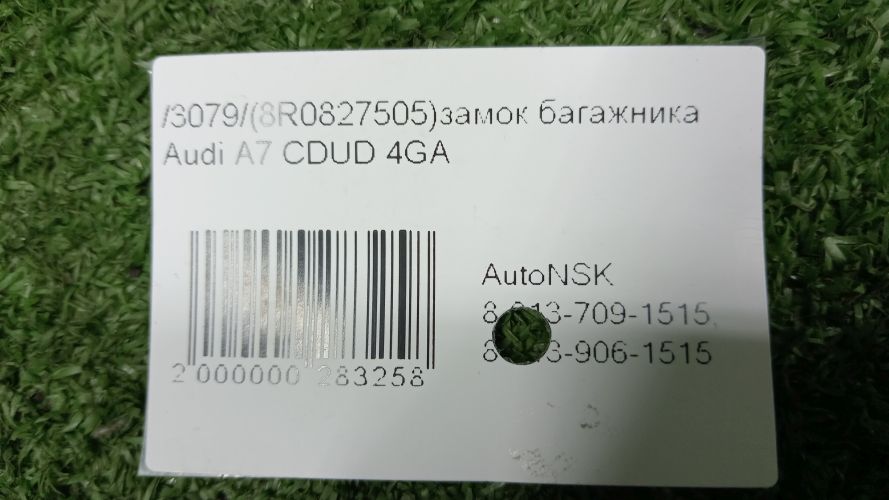 /3079/(8R0827505)замок багажника
Audi A7 CDUD 4GA
AutoNSK
2 000000 283258